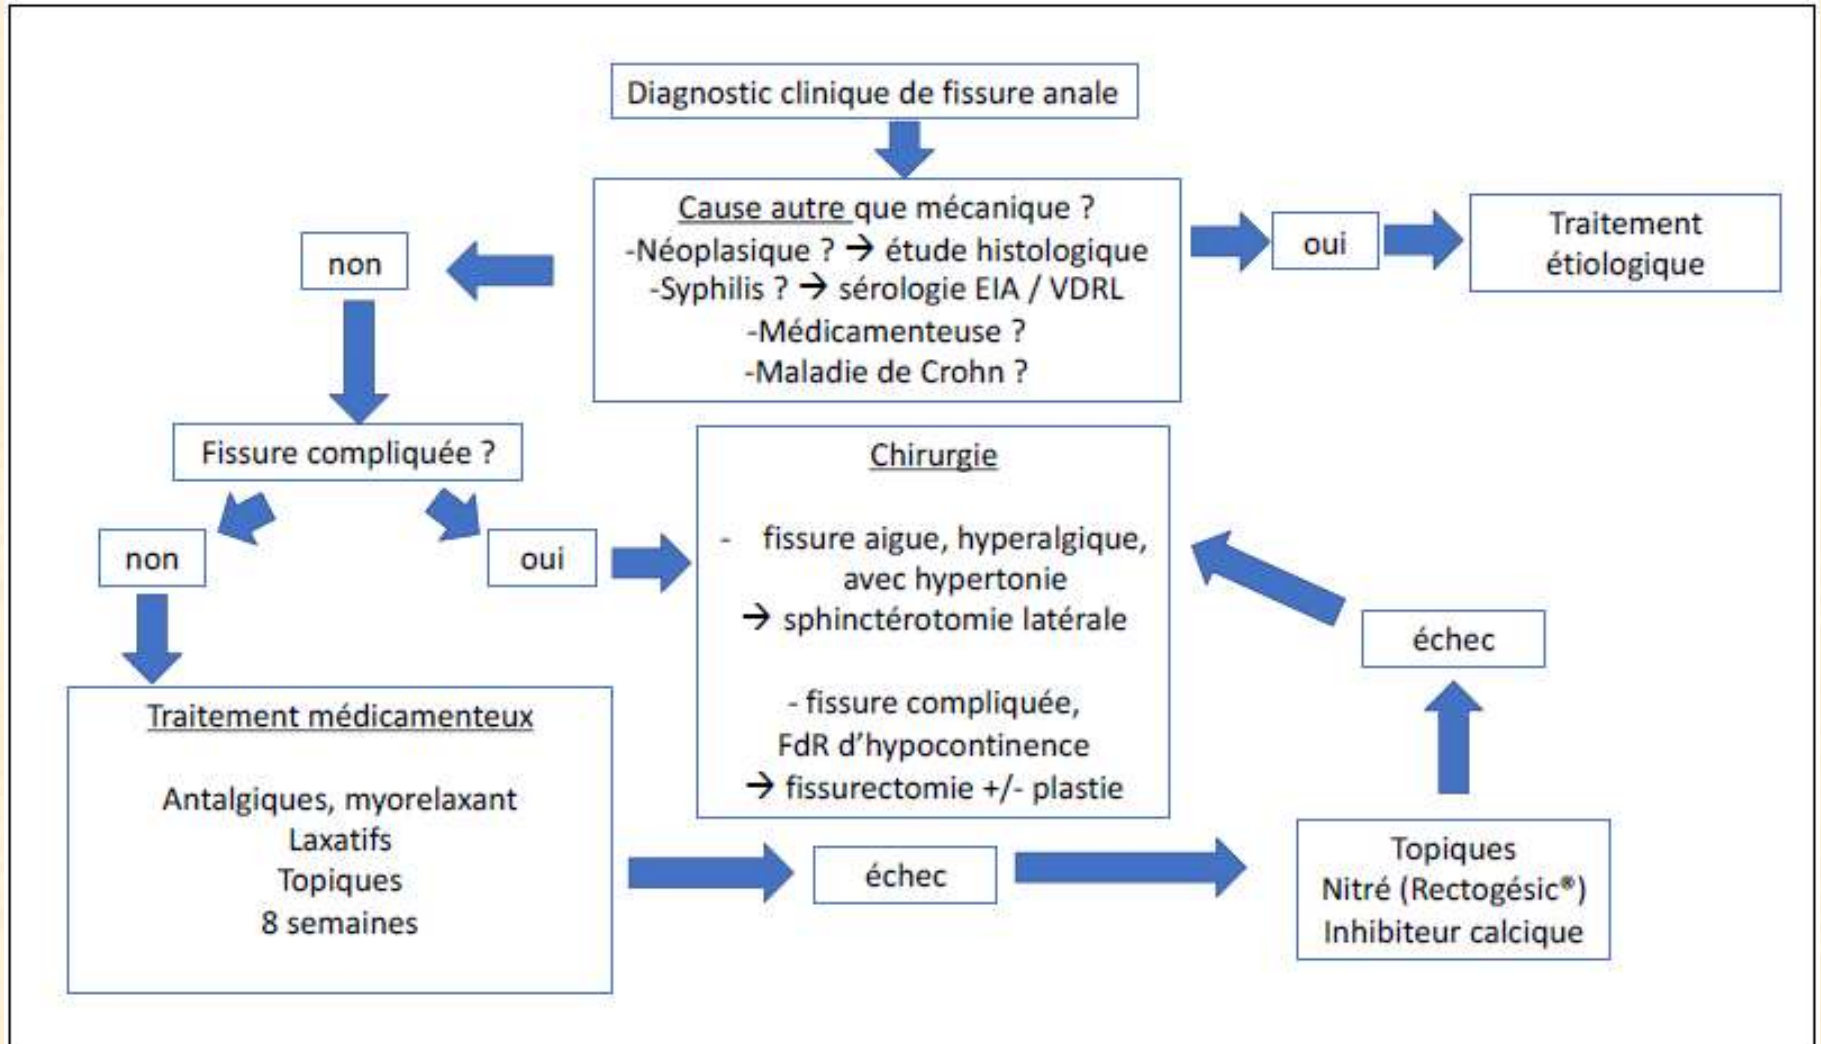 Diagnostic clinique de fissure anale
Cause autre que mécanique ?
-Néoplasique ? → étude histologique
-Syphilis ? → sérologie EIA / VDRL
-Médicamenteuse ?
-Maladie de Crohn ?
oui
Traitement
étiologique
non
Fissure compliquée ?
non
oui
Chirurgie
- fissure aigue, hyperalgique,
avec hypertonie
→ sphinctérotomie latérale
- fissure compliquée,
FdR d'hypocontinence
→ fissurectomie +/- plastie
Traitement médicamenteux
Antalgiques, myorelaxant
Laxatifs
Topiques
8 semaines
échec
Topiques
Nitré (Rectogésic®)
Inhibiteur calcique
échec